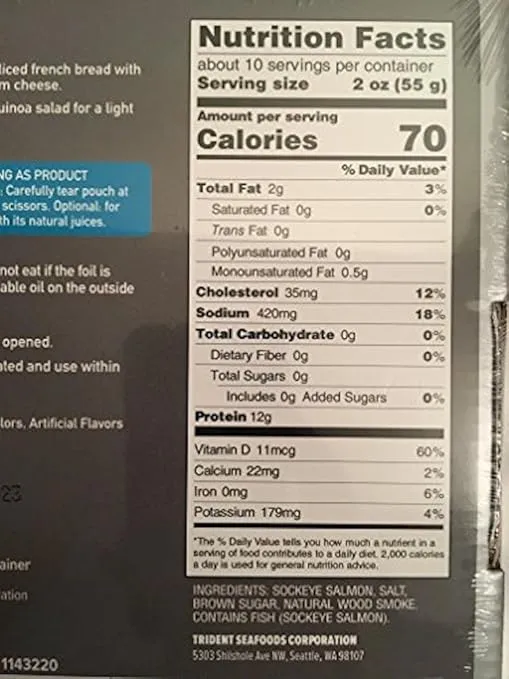 liced french bread with
m cheese.
uinoa salad for a light
NG AS PRODUCT
: Carefully tear pouch at
scissors. Optional: for
th its natural juices.
not eat if the foil is
able oil on the outside
opened.
ated and use within
lors, Artificial Flavors
23
ainer
ration
1143220
Nutrition Facts
about 10 servings per container
Serving size 2 oz (55 g)
Amount per serving
Calories 70
% Daily Value*
Total Fat 2g 3%
Saturated Fat 0g 0%
Trans Fat 0g
Polyunsaturated Fat 0g
Monounsaturated Fat 0.5g
Cholesterol 35mg 12%
Sodium 420mg 18%
Total Carbohydrate 0g 0%
Dietary Fiber 0g 0%
Total Sugars 0g
Includes 0g Added Sugars 0%
Protein 12g
Vitamin D 11mcg 60%
Calcium 22mg 2%
Iron 0mg 6%
Potassium 179mg 4%
*The % Daily Value tells you how much a nutrient in a
serving of food contributes to a daily diet. 2,000 calories
a day is used for general nutrition advice.
INGREDIENTS: SOCKEYE SALMON, SALT,
BROWN SUGAR, NATURAL WOOD SMOKE.
CONTAINS FISH (SOCKEYE SALMON).
TRIDENT SEAFOODS CORPORATION
5303 Shilshole Ave NW, Seattle, WA 98107